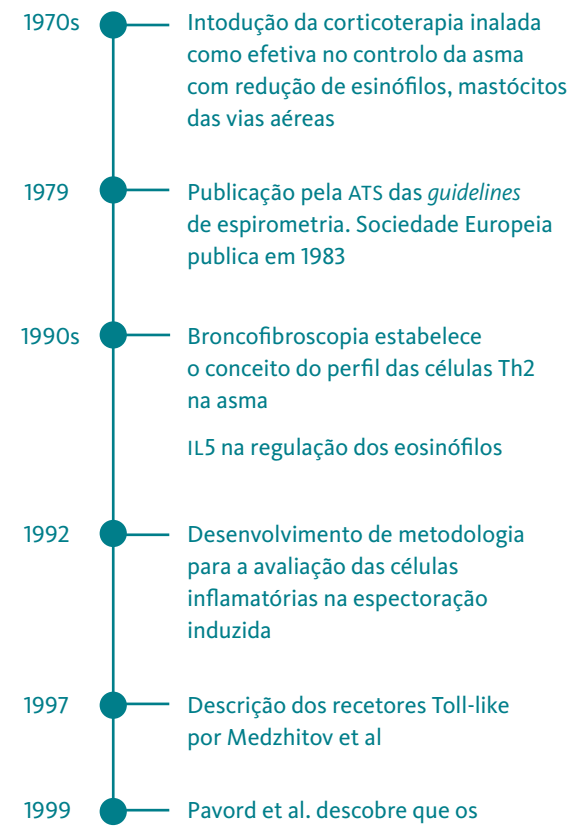 1970s Intodução da corticoterapia inalada
como efetiva no controlo da asma
com redução de esinófilos, mastócitos
das vias aéreas
1979 Publicação pela ATS das guidelines
de espirometria. Sociedade Europeia
publica em 1983
1990s Broncofibroscopia estabelece
o conceito do perfil das células Th2
na asma
IL5 na regulação dos eosinófilos
1992 Desenvolvimento de metodologia
para a avaliação das células
inflamatórias na espectoração
induzida
1997 Descrição dos recetores Toll-like
por Medzhitov et al
1999 Pavord et al. descobre que os